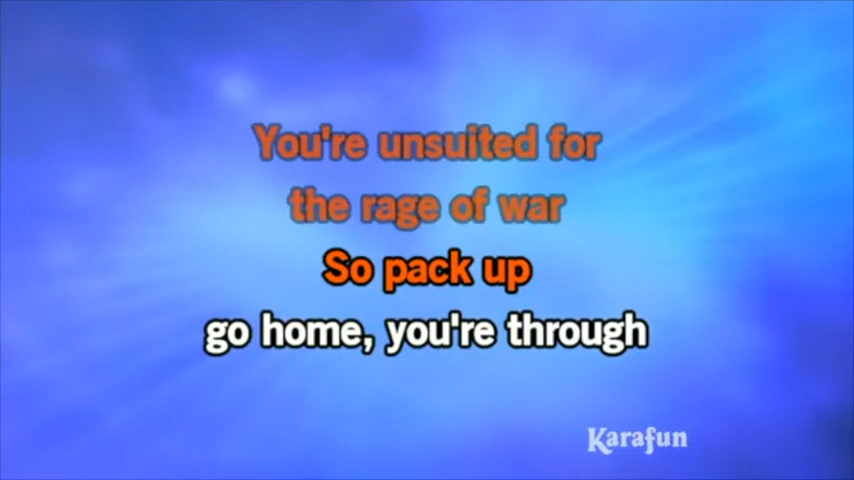 You're unsuited for
the rage of war
So pack up
go home, you're through
Karafun